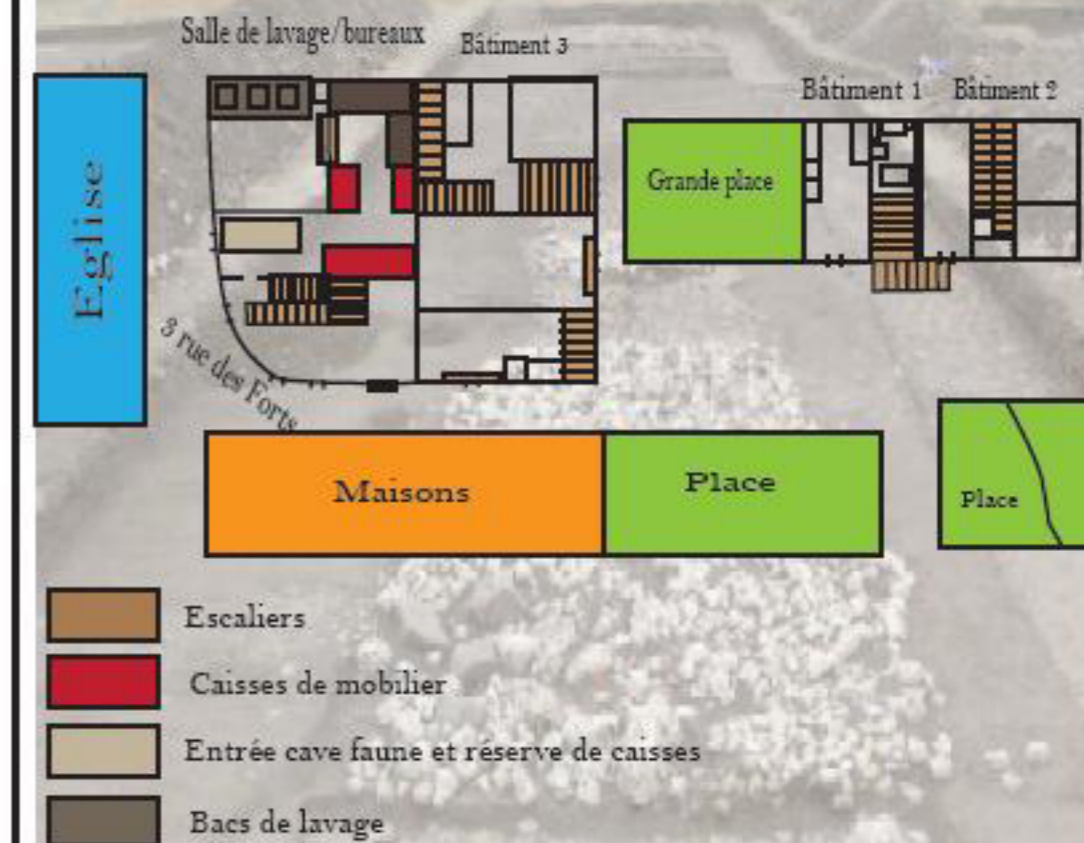 Salle de lavage/bureaux
Bâtiment 3
Bâtiment 1
Bâtiment 2
Eglise
Grande place
3 rue des Forts
Maisons
Place
Place
Escaliers
Caisses de mobilier
Entrée cave faune et réserve de caisses
Bacs de lavage